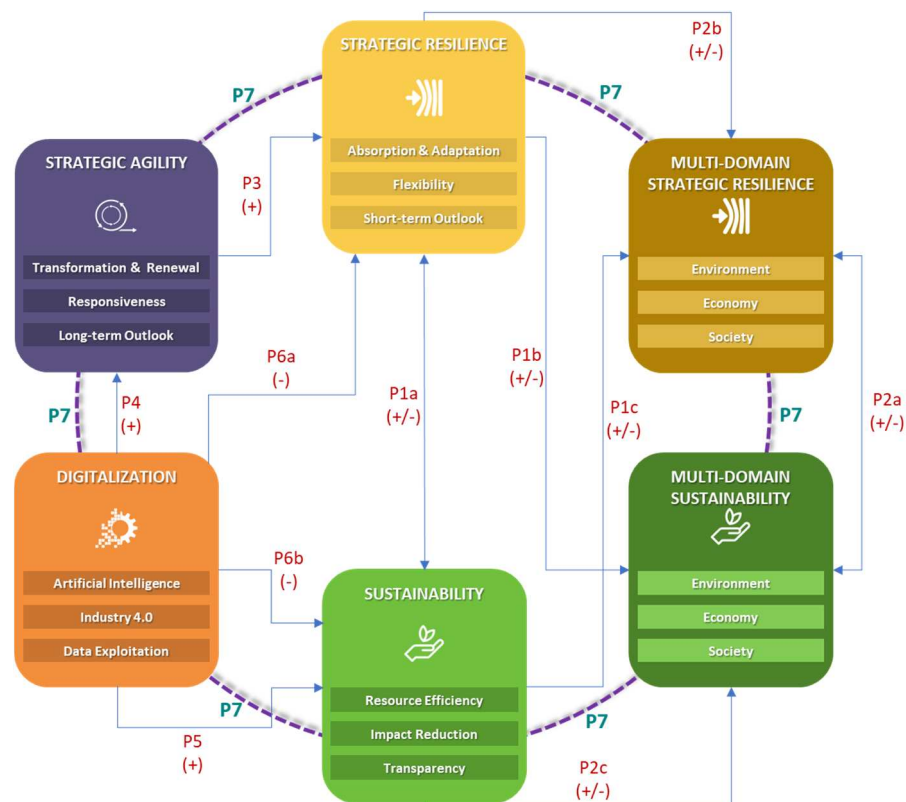 P2b
(+/-)
STRATEGIC RESILIENCE
P7
P7
Absorption & Adaptation
Flexibility
Short-term Outlook
STRATEGIC AGILITY
Transformation & Renewal
Responsiveness
Long-term Outlook
P3
(+)
MULTI-DOMAIN
STRATEGIC RESILIENCE
Environment
Economy
Society
P6a
(-)
P1a
(+/-)
P1b
(+/-)
P1c
(+/-)
P2a
(+/-)
P7
P4
(+)
P7
DIGITALIZATION
Artificial Intelligence
Industry 4.0
Data Exploitation
P6b
(-)
SUSTAINABILITY
Resource Efficiency
Impact Reduction
Transparency
MULTI-DOMAIN
SUSTAINABILITY
Environment
Economy
Society
P7
P5
(+)
P7
P2c
(+/-)